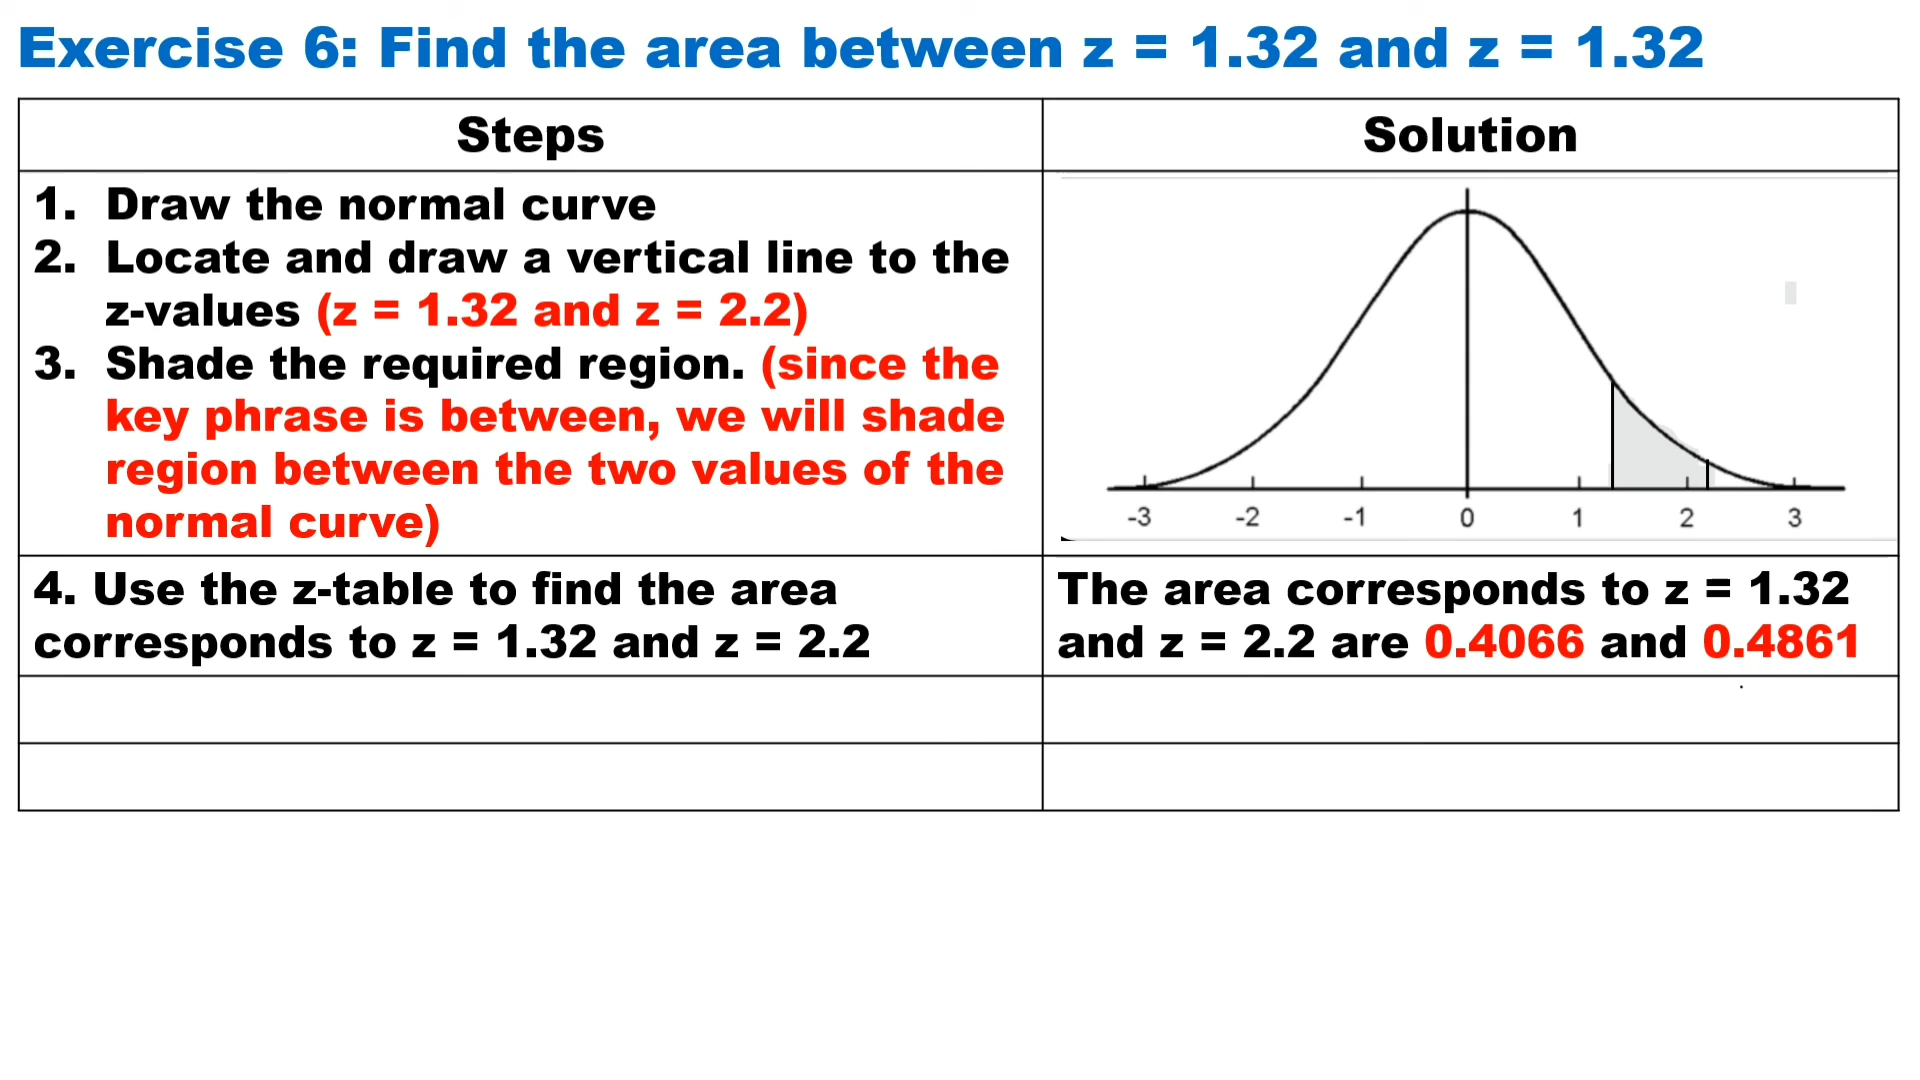 Exercise 6: Find the area between z = 1.32 and z = 1.32
Steps
Solution
1. Draw the normal curve
2. Locate and draw a vertical line to the
z-values (z = 1.32 and z = 2.2)
3. Shade the required region. (since the
key phrase is between, we will shade
region between the two values of the
normal curve)
-3 -2 -1 0 1 2 3
4. Use the z-table to find the area
corresponds to z = 1.32 and z = 2.2
The area corresponds to z = 1.32
and z = 2.2 are 0.4066 and 0.4861